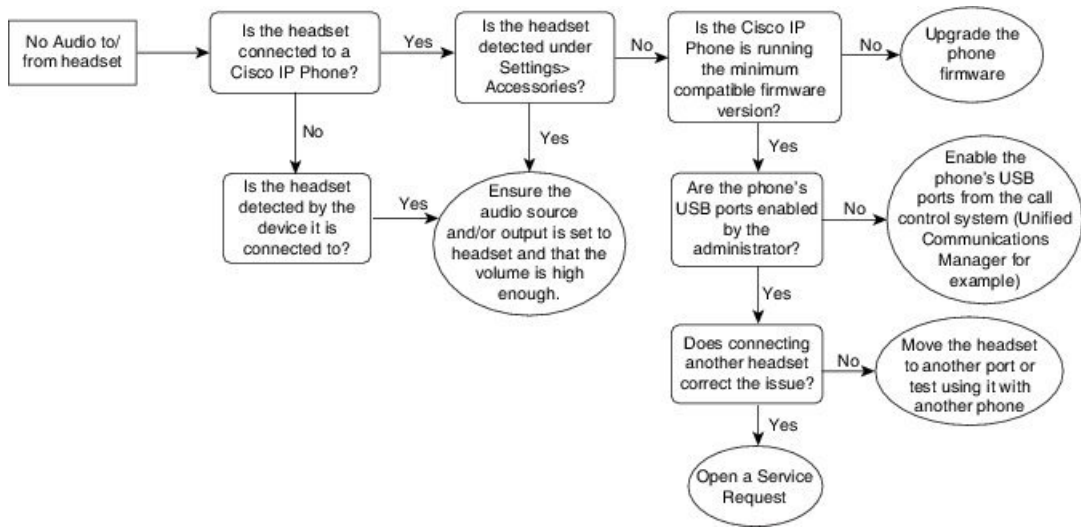 No Audio to/
from headset
Is the headset
connected to a
Cisco IP Phone?
Yes
Is the headset
detected under
Settings>
Accessories?
No
Is the Cisco IP
Phone is running
the minimum
compatible firmware
version?
No
Upgrade the
phone
firmware
No
Yes
Yes
Is the headset
detected by the
device it is
connected to?
Yes
Ensure the
audio source
and/or output is set to
headset and that the
volume is high
enough.
Are the phone's
USB ports enabled
by the
administrator?
No
Enable the
phone's USB
ports from the call
control system (Unified
Communications
Manager for
example)
Yes
Does connecting
another headset
correct the issue?
No
Move the headset
to another port or
test using it with
another phone
Yes
Open a Service
Request